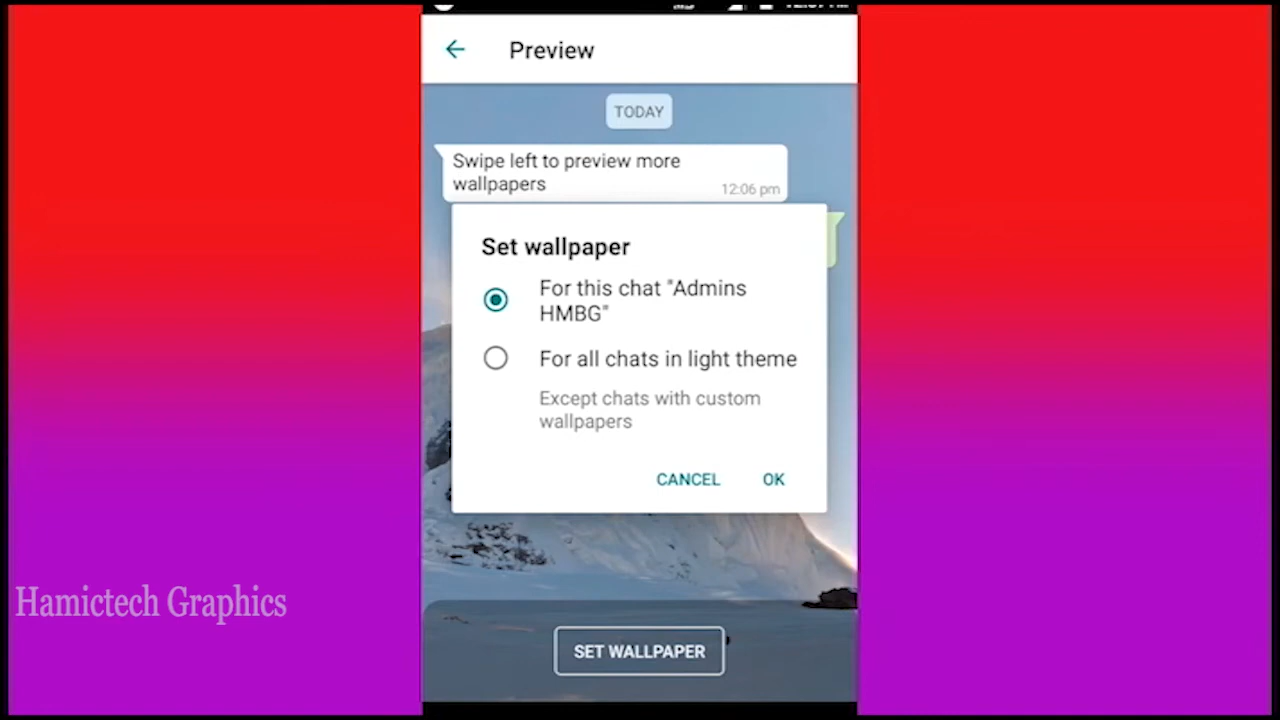 Preview
TODAY
Swipe left to preview more
wallpapers
12:06 pm
Set wallpaper
For this chat "Admins
HMBG"
For all chats in light theme
Except chats with custom
wallpapers
CANCEL OK
SET WALLPAPER
Hamictech Graphics